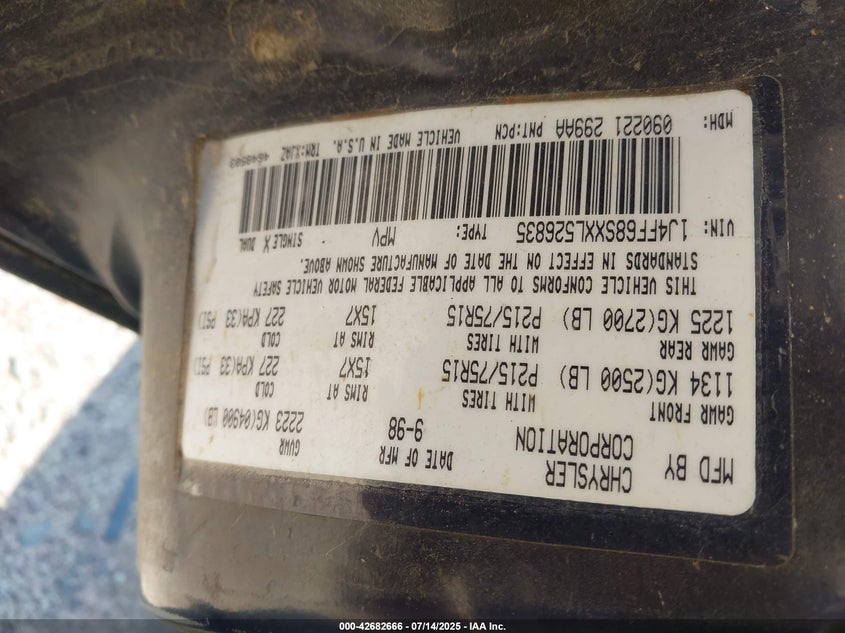 MFD BY CHRYSLER CORPORATION DATE OF MFR 9-98 GVWR 2223 KG(04900 LB)
GAWR FRONT WITH TIRES RIMS AT COLD
1134 KG(2500 LB) P215/75R15 15X7 227 KPA(33 PSI)
GAWR REAR WITH TIRES RIMS AT COLD
1225 KG(2700 LB) P215/75R15 15X7 227 KPA(33 PSI)
THIS VEHICLE CONFORMS TO ALL APPLICABLE FEDERAL MOTOR VEHICLE SAFETY
STANDARDS IN EFFECT ON THE DATE OF MANUFACTURE SHOWN ABOVE.
VIN: 1J4FF68SXXL526835 TYPE: MPV SINGLE X DUAL
MDH: 090221 299AA PNT:PCN VEHICLE MADE IN U.S.A. TRM:XJAZ 4648503
000-42682666 - 07/14/2025 - IAA Inc.